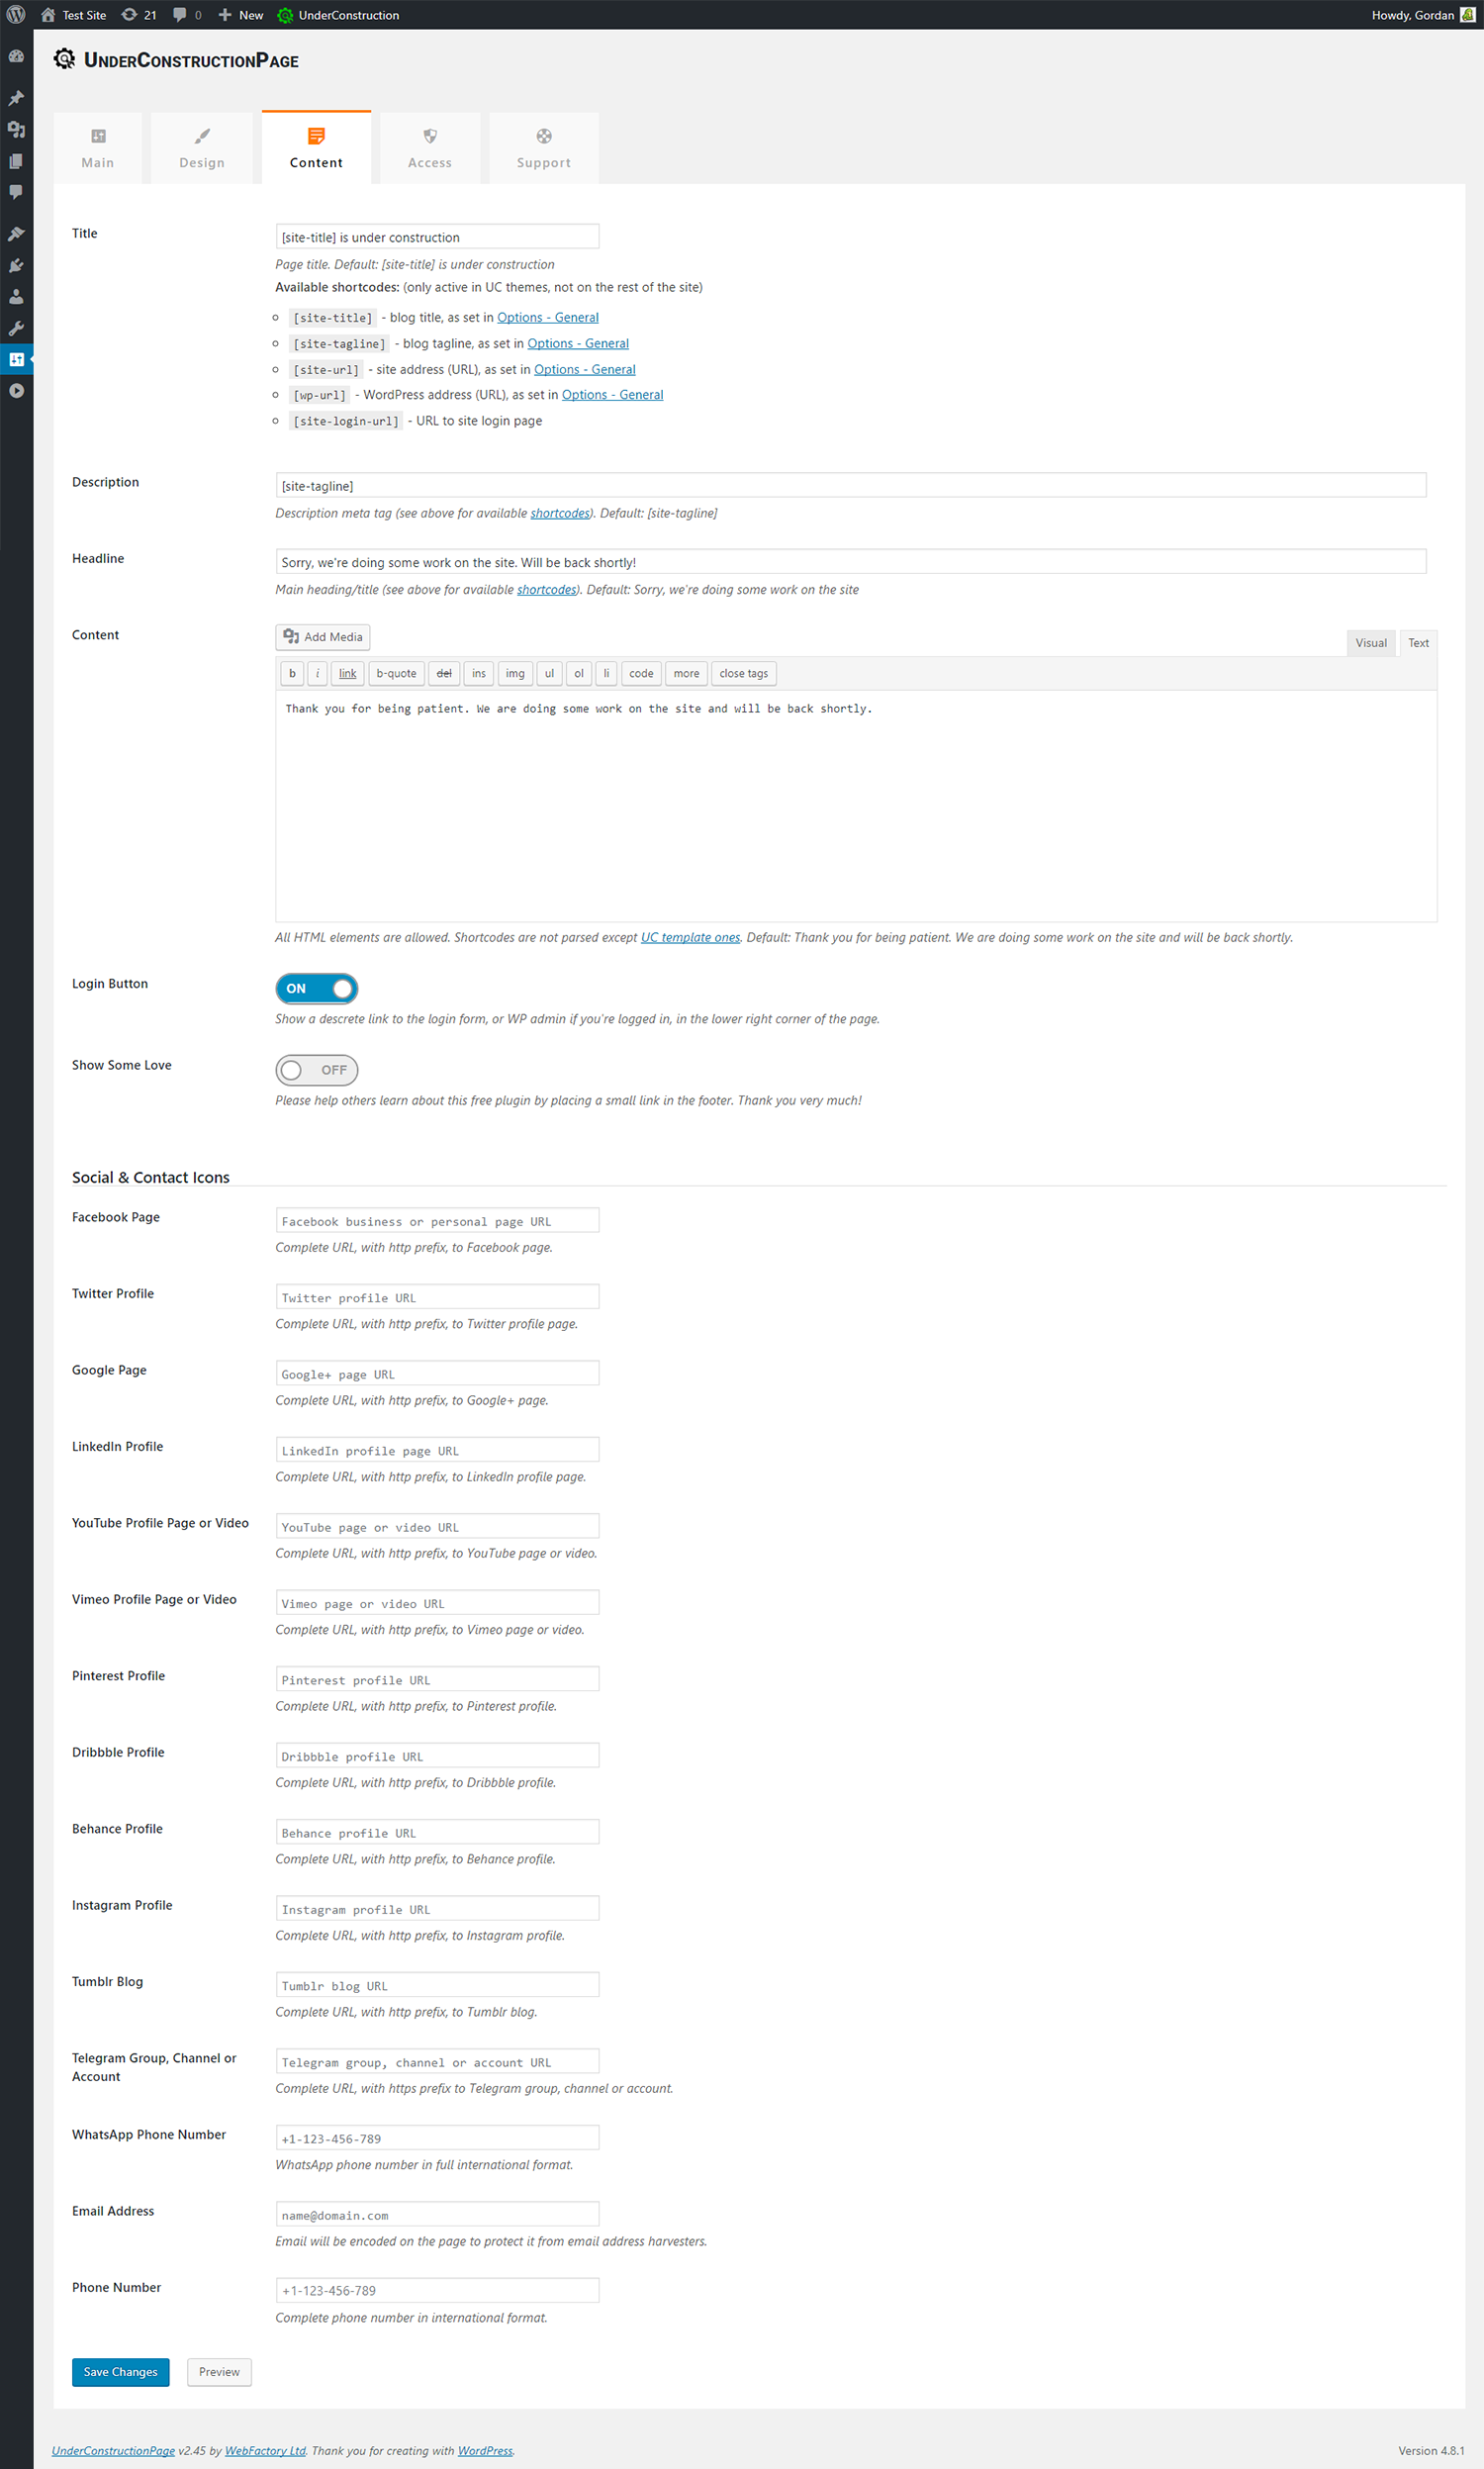 Test Site 21 0 New UnderConstruction Howdy, Gordan
UNDERCONSTRUCTIONPAGE
Main Design Content Access Support
Title
[site-title] is under construction
Page title. Default: [site-title] is under construction
Available shortcodes: (only active in UC themes, not on the rest of the site)
[site-title] - blog title, as set in Options - General
[site-tagline] - blog tagline, as set in Options - General
[site-url] - site address (URL), as set in Options - General
[wp-url] - WordPress address (URL), as set in Options - General
[site-login-url] - URL to site login page
Description
[site-tagline]
Description meta tag (see above for available shortcodes). Default: [site-tagline]
Headline
Sorry, we're doing some work on the site. Will be back shortly!
Main heading/title (see above for available shortcodes). Default: Sorry, we're doing some work on the site
Content
Add Media
Visual Text
b i link b-quote del ins img ul ol li code more close tags
Thank you for being patient. We are doing some work on the site and will be back shortly.
All HTML elements are allowed. Shortcodes are not parsed except UC template ones. Default: Thank you for being patient. We are doing some work on the site and will be back shortly.
Login Button
ON
Show a descrete link to the login form, or WP admin if you're logged in, in the lower right corner of the page.
Show Some Love
OFF
Please help others learn about this free plugin by placing a small link in the footer. Thank you very much!
Social & Contact Icons
Facebook Page
Facebook business or personal page URL
Complete URL, with http prefix, to Facebook page.
Twitter Profile
Twitter profile URL
Complete URL, with http prefix, to Twitter profile page.
Google Page
Google+ page URL
Complete URL, with http prefix, to Google+ page.
LinkedIn Profile
LinkedIn profile page URL
Complete URL, with http prefix, to LinkedIn profile page.
YouTube Profile Page or Video
YouTube page or video URL
Complete URL, with http prefix, to YouTube page or video.
Vimeo Profile Page or Video
Vimeo page or video URL
Complete URL, with http prefix, to Vimeo page or video.
Pinterest Profile
Pinterest profile URL
Complete URL, with http prefix, to Pinterest profile.
Dribbble Profile
Dribbble profile URL
Complete URL, with http prefix, to Dribbble profile.
Behance Profile
Behance profile URL
Complete URL, with http prefix, to Behance profile.
Instagram Profile
Instagram profile URL
Complete URL, with http prefix, to Instagram profile.
Tumblr Blog
Tumblr blog URL
Complete URL, with http prefix, to Tumblr blog.
Telegram Group, Channel or
Account
Telegram group, channel or account URL
Complete URL, with https prefix to Telegram group, channel or account.
WhatsApp Phone Number
+1-123-456-789
WhatsApp phone number in full international format.
Email Address
name@domain.com
Email will be encoded on the page to protect it from email address harvesters.
Phone Number
+1-123-456-789
Complete phone number in international format.
Save Changes Preview
UnderConstructionPage v2.45 by WebFactory Ltd. Thank you for creating with WordPress. Version 4.8.1